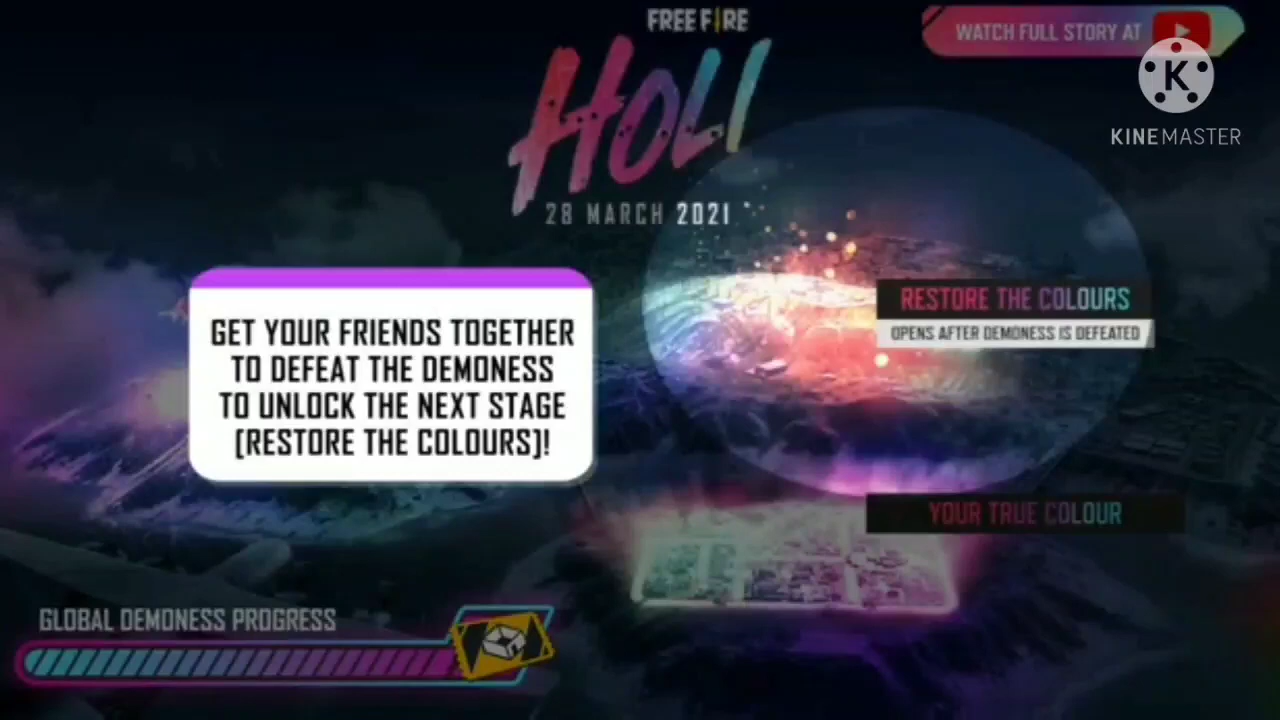 FREE FIRE
HOLI
28 MARCH 2021
WATCH FULL STORY AT
K
KINEMASTER
RESTORE THE COLOURS
OPENS AFTER DEMONESS IS DEFEATED
GET YOUR FRIENDS TOGETHER
TO DEFEAT THE DEMONESS
TO UNLOCK THE NEXT STAGE
(RESTORE THE COLOURS)!
YOUR TRUE COLOUR
GLOBAL DEMONESS PROGRESS